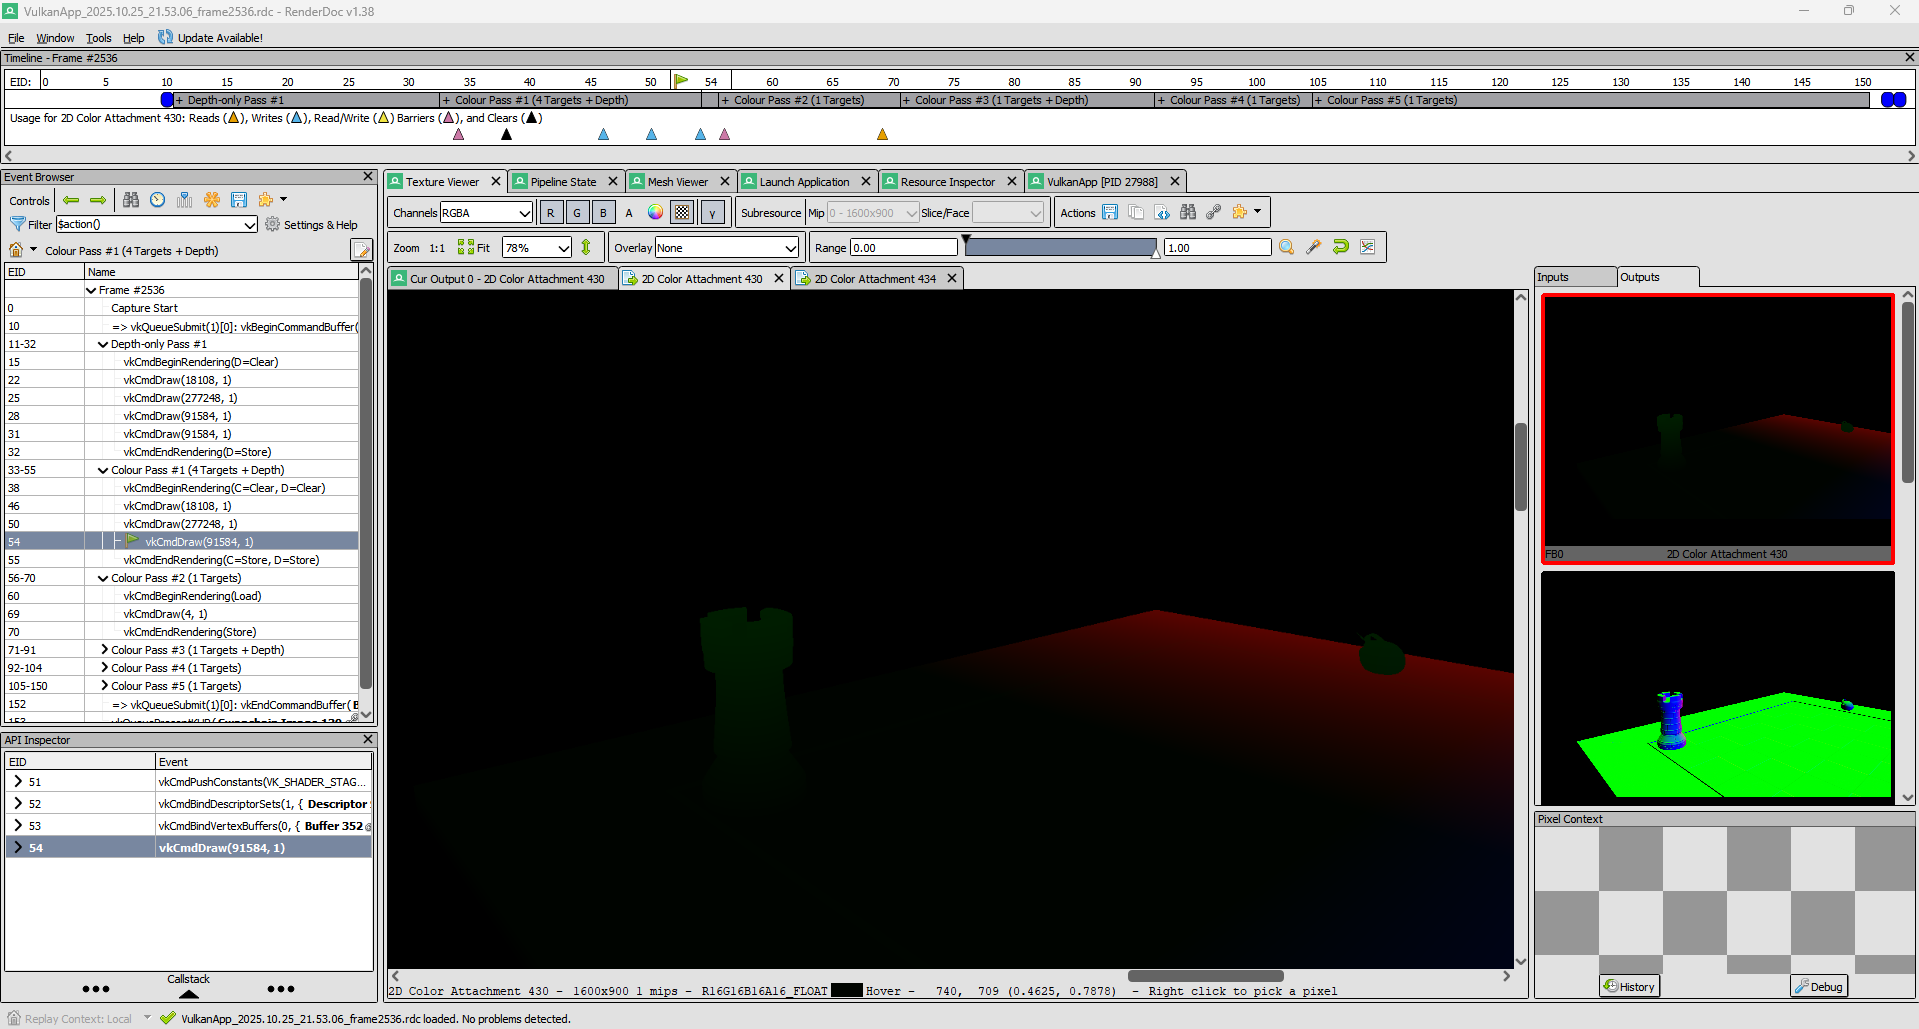 VulkanApp_2025.10.25_21.53.06_frame2536.rdc - RenderDoc v1.38
File Window Tools Help Update Available!
Timeline - Frame #2536
EID: 0 5 10 15 20 25 30 35 40 45 50 54 60 65 70 75 80 85 90 95 100 105 110 115 120 125 130 135 140 145 150
+ Depth-only Pass #1 + Colour Pass #1 (4 Targets + Depth) + Colour Pass #2 (1 Targets) + Colour Pass #3 (1 Targets + Depth) + Colour Pass #4 (1 Targets) + Colour Pass #5 (1 Targets)
Usage for 2D Color Attachment 430: Reads (▲), Writes (▲), Read/Write (▲) Barriers (▲), and Clears (▲)
Event Browser
Controls
Filter $action() Settings & Help
Colour Pass #1 (4 Targets + Depth)
EID Name
Frame #2536
0 Capture Start
10 => vkQueueSubmit(1)[0]: vkBeginCommandBuffer(
11-32 Depth-only Pass #1
15 vkCmdBeginRendering(D=Clear)
22 vkCmdDraw(18108, 1)
25 vkCmdDraw(277248, 1)
28 vkCmdDraw(91584, 1)
31 vkCmdDraw(91584, 1)
32 vkCmdEndRendering(D=Store)
33-55 Colour Pass #1 (4 Targets + Depth)
38 vkCmdBeginRendering(C=Clear, D=Clear)
46 vkCmdDraw(18108, 1)
50 vkCmdDraw(277248, 1)
54 vkCmdDraw(91584, 1)
55 vkCmdEndRendering(C=Store, D=Store)
56-70 Colour Pass #2 (1 Targets)
60 vkCmdBeginRendering(Load)
69 vkCmdDraw(4, 1)
70 vkCmdEndRendering(Store)
71-91 Colour Pass #3 (1 Targets + Depth)
92-104 Colour Pass #4 (1 Targets)
105-150 Colour Pass #5 (1 Targets)
152 => vkQueueSubmit(1)[0]: vkEndCommandBuffer( B
API Inspector
EID Event
51 vkCmdPushConstants(VK_SHADER_STAG...
52 vkCmdBindDescriptorSets(1, { Descriptor
53 vkCmdBindVertexBuffers(0, { Buffer 352
54 vkCmdDraw(91584, 1)
Callstack
Texture Viewer Pipeline State Mesh Viewer Launch Application Resource Inspector VulkanApp [PID 27988]
Channels RGBA R G B A γ Subresource Mip 0 - 1600x900 Slice/Face Actions
Zoom 1:1 Fit 78% Overlay None Range 0.00 1.00
Cur Output 0 - 2D Color Attachment 430 2D Color Attachment 430 2D Color Attachment 434
2D Color Attachment 430 - 1600x900 1 mips - R16G16B16A16_FLOAT Hover - 740, 709 (0.4625, 0.7878) - Right click to pick a pixel
Inputs Outputs
FB0 2D Color Attachment 430
Pixel Context
History Debug
Replay Context: Local VulkanApp_2025.10.25_21.53.06_frame2536.rdc loaded. No problems detected.